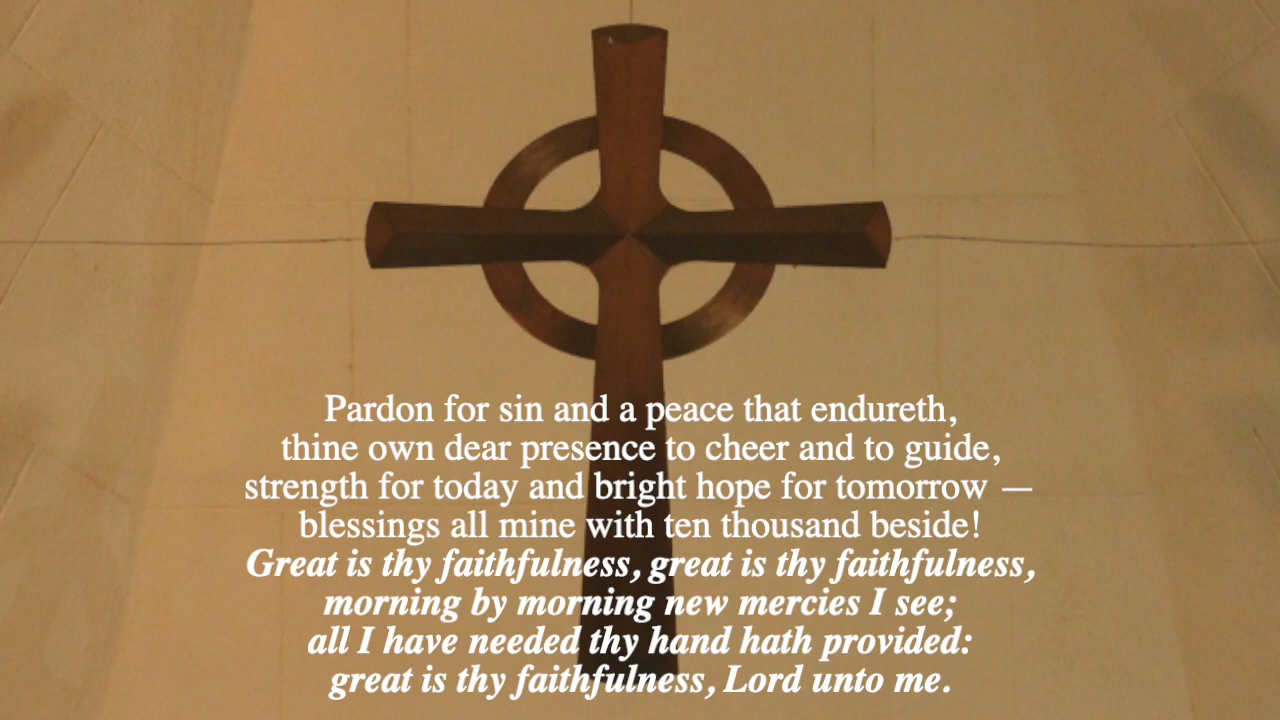 Pardon for sin and a peace that endureth,
thine own dear presence to cheer and to guide,
strength for today and bright hope for tomorrow —
blessings all mine with ten thousand beside!
Great is thy faithfulness, great is thy faithfulness,
morning by morning new mercies I see;
all I have needed thy hand hath provided:
great is thy faithfulness, Lord unto me.